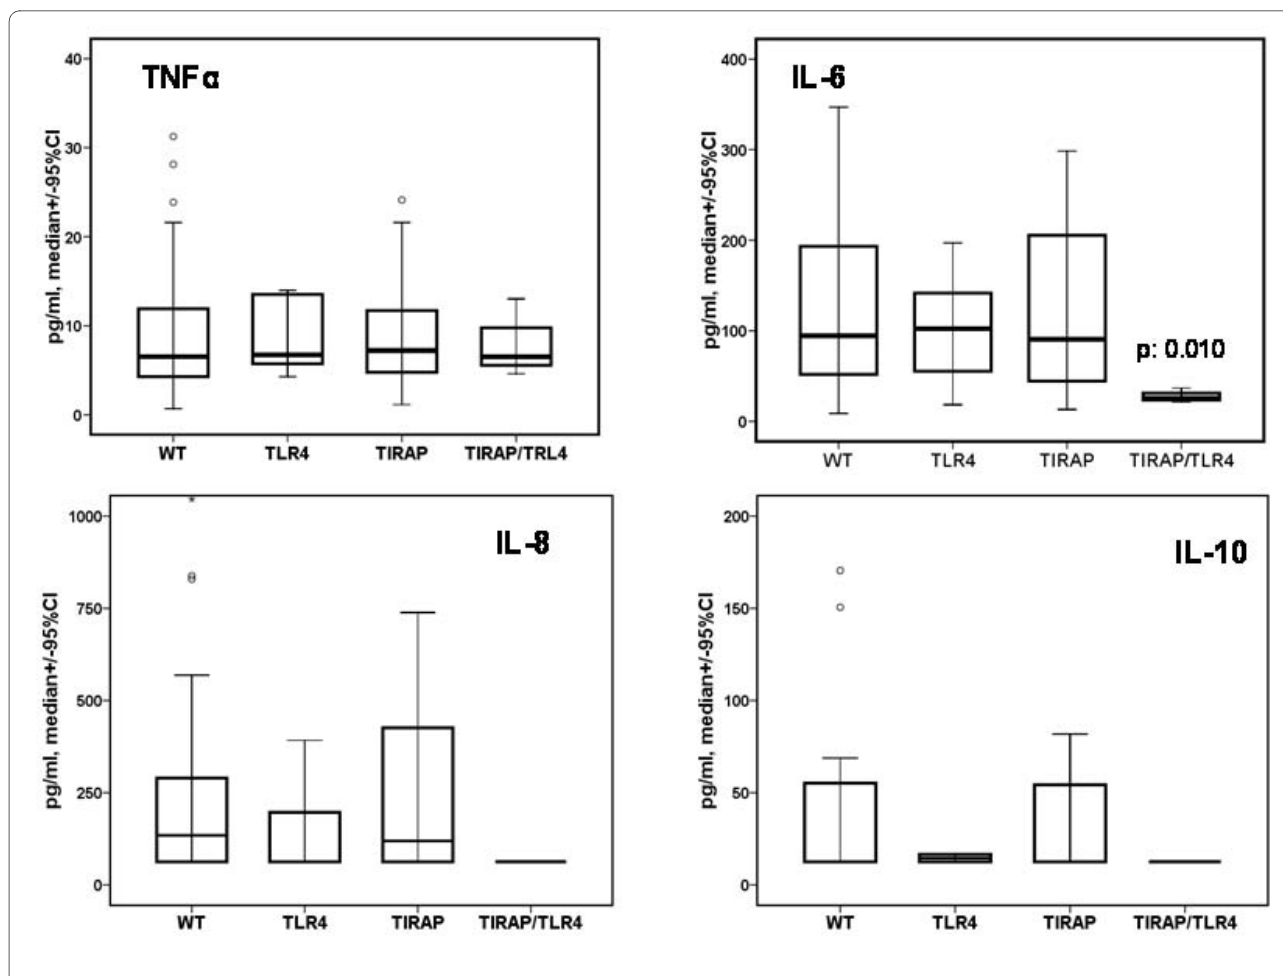 TNFα
pg/ml, median+/-95%CI
40
30
20
10
0
WT TLR4 TIRAP TIRAP/TRL4
IL-6
pg/ml, median+/-95%CI
400
300
200
100
0
p: 0.010
WT TLR4 TIRAP TIRAP/TLR4
IL-8
pg/ml, median+/-95%CI
1000
750
500
250
0
WT TLR4 TIRAP TIRAP/TLR4
IL-10
pg/ml, median+/-95%CI
200
150
100
50
0
WT TLR4 TIRAP TIRAP/TLR4